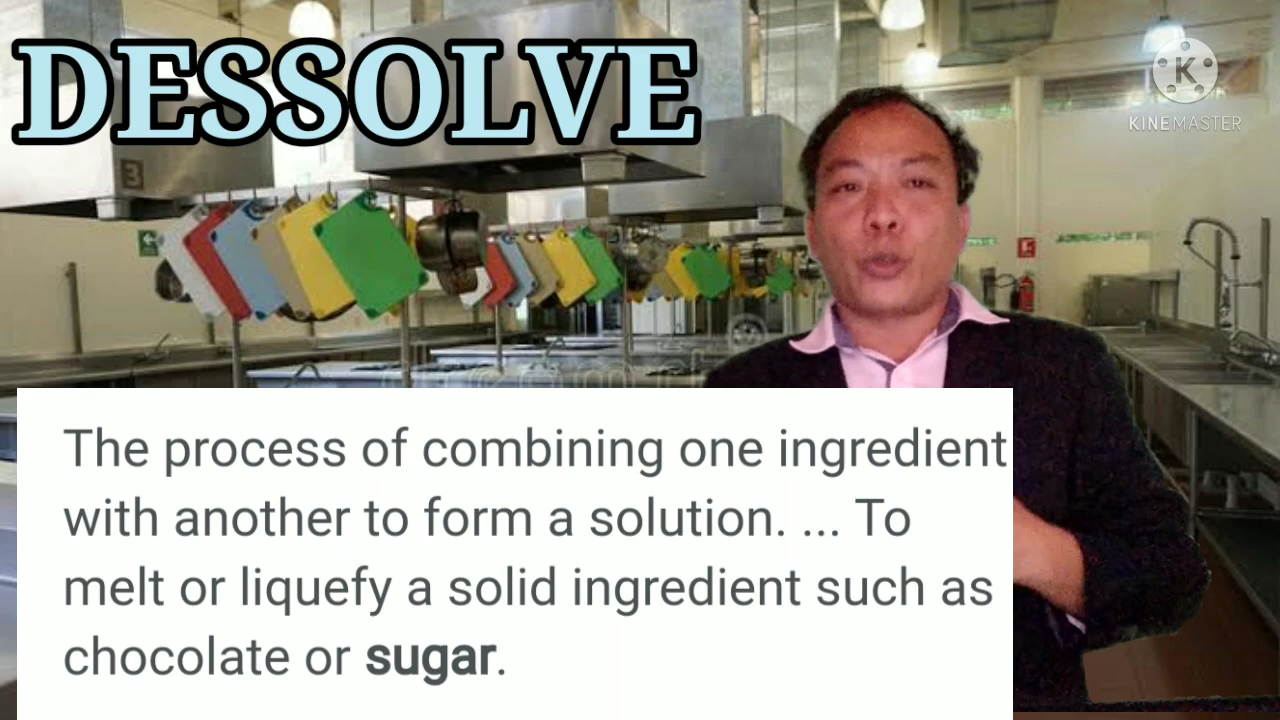 DESSOLVE
3
K
KINEMASTER
The process of combining one ingredient
with another to form a solution. ... To
melt or liquefy a solid ingredient such as
chocolate or sugar.